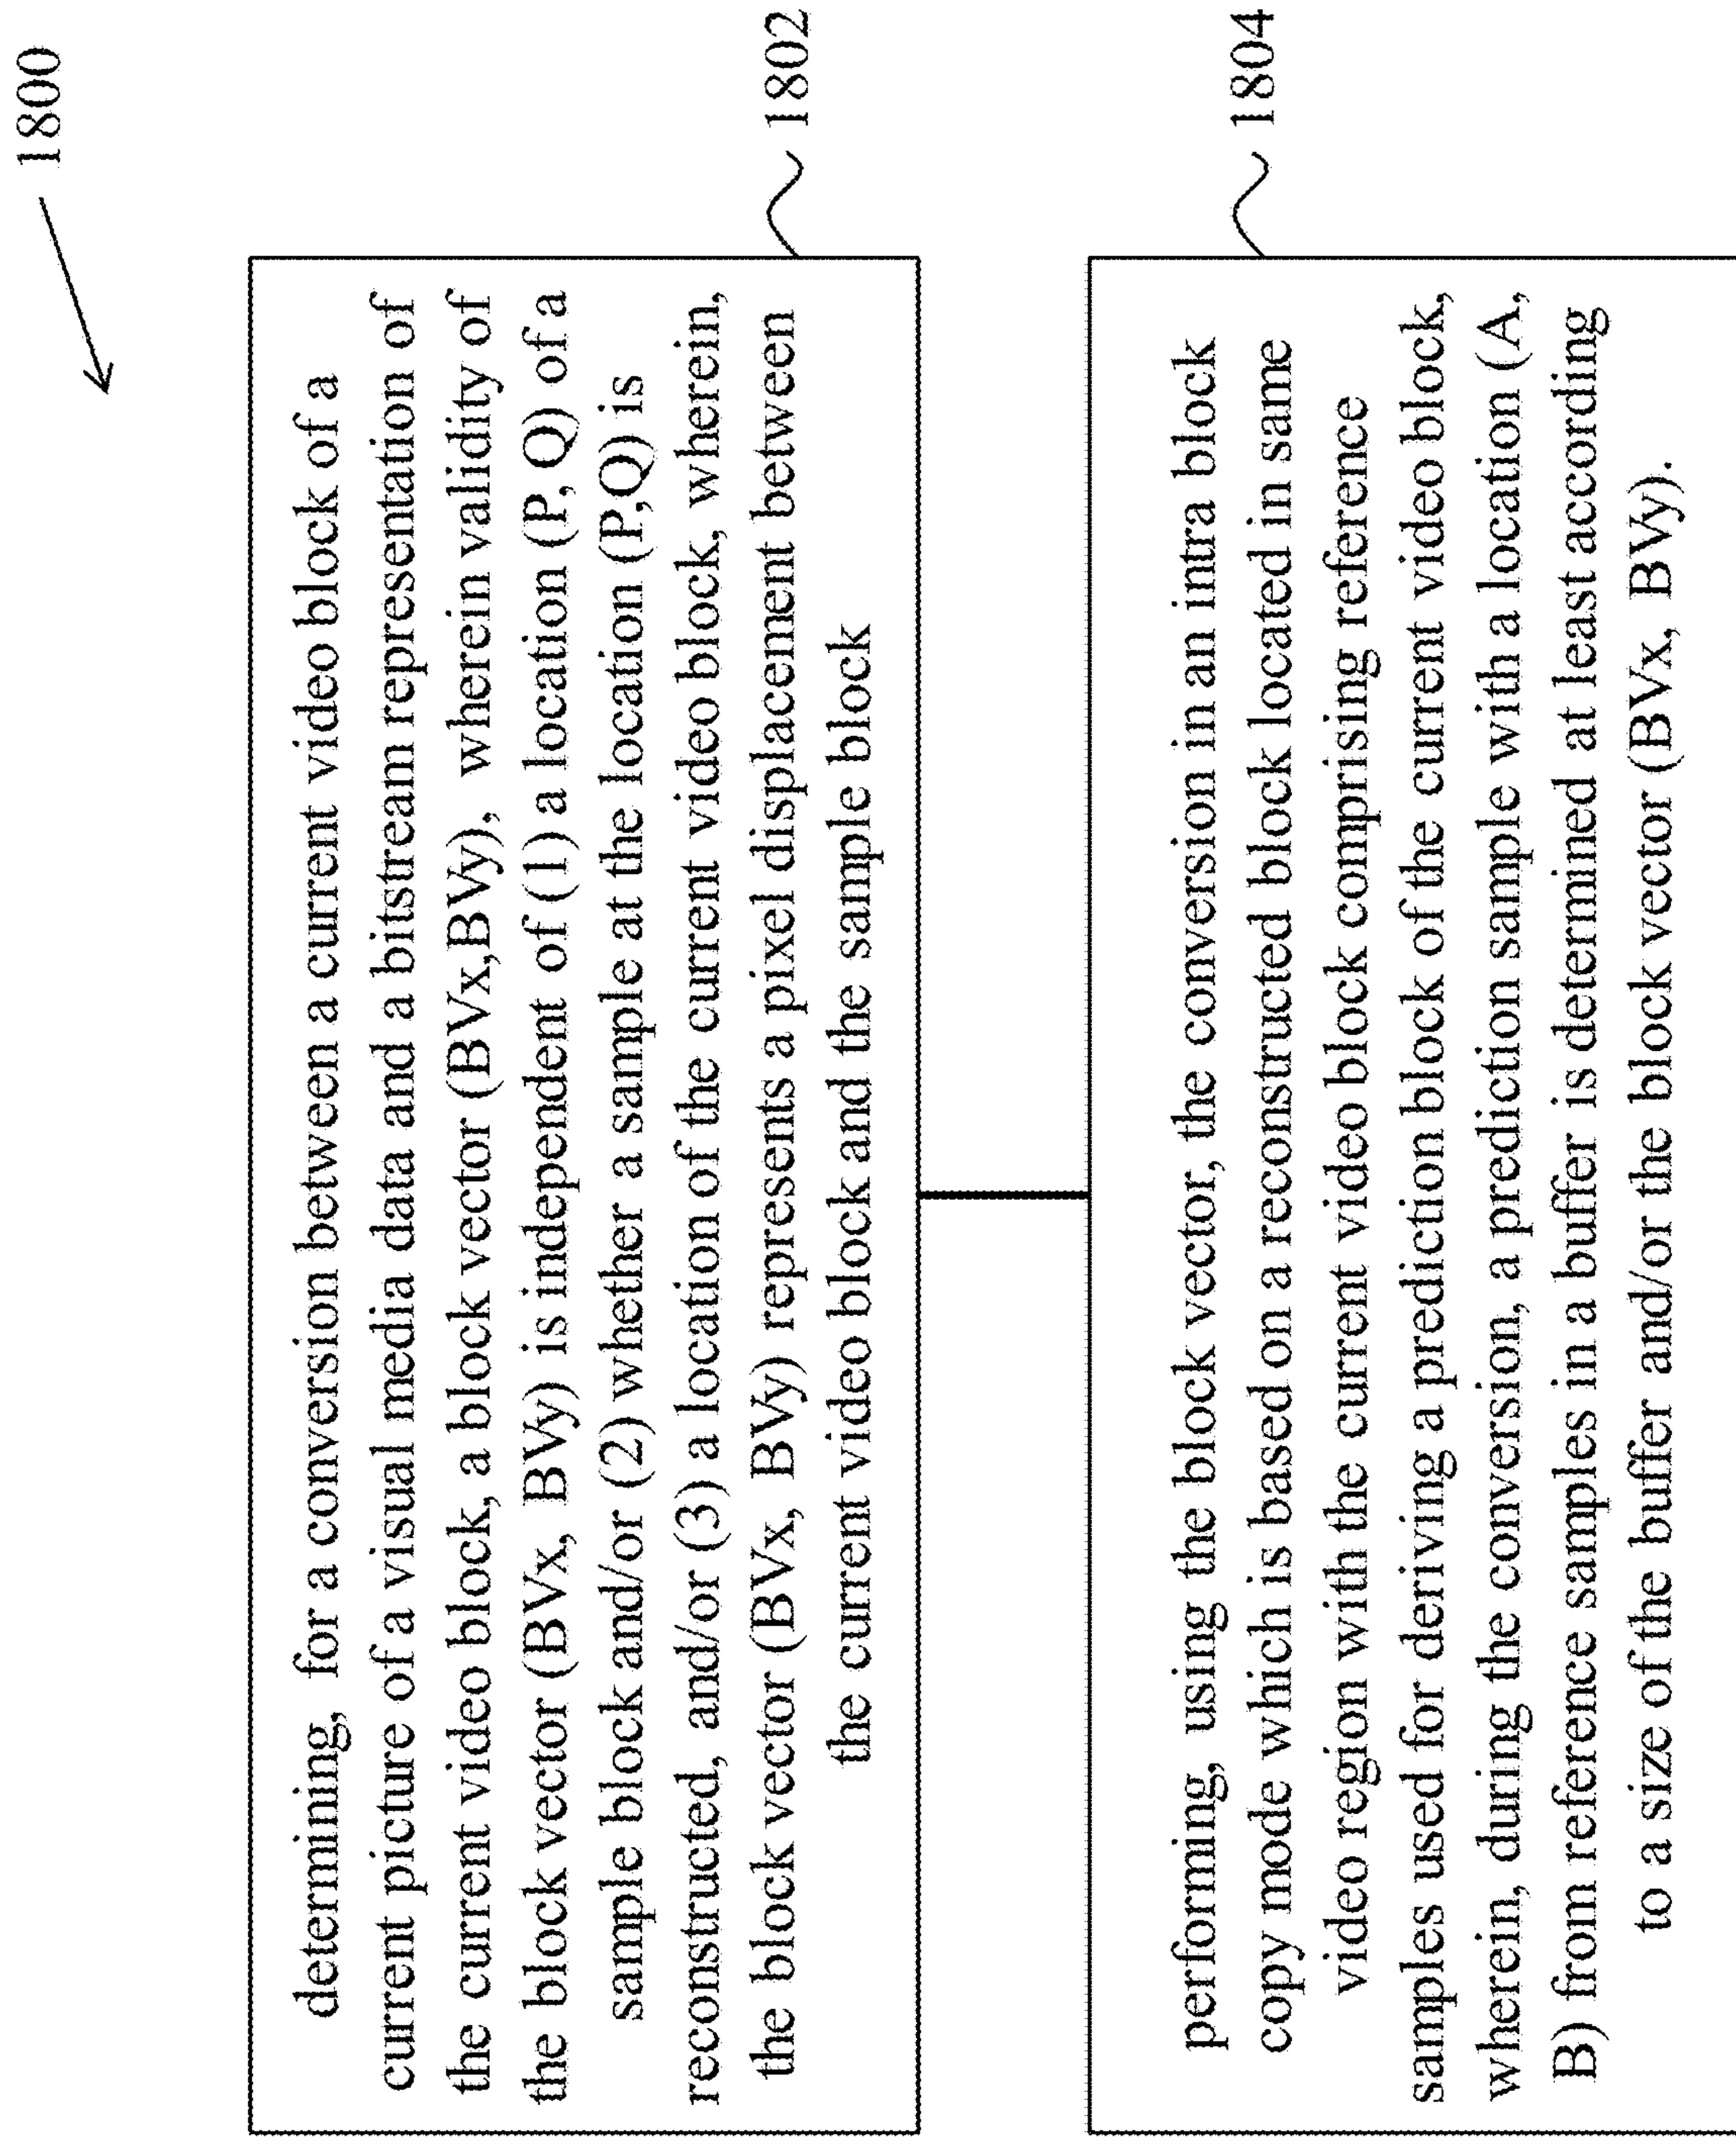 1800
determining, for a conversion between a current video block of a
current picture of a visual media data and a bitstream representation of
the current video block, a block vector (BVx,BVy), wherein validity of
the block vector (BVx, BVy) is independent of (1) a location (P, Q) of a
sample block and/or (2) whether a sample at the location (P,Q) is
reconstructed, and/or (3) a location of the current video block, wherein,
the block vector (BVx, BVy) represents a pixel displacement between
the current video block and the sample block
1802
performing, using the block vector, the conversion in an intra block
copy mode which is based on a reconstructed block located in same
video region with the current video block comprising reference
samples used for deriving a prediction block of the current video block,
wherein, during the conversion, a prediction sample with a location (A,
B) from reference samples in a buffer is determined at least according
to a size of the buffer and/or the block vector (BVx, BVy).
1804